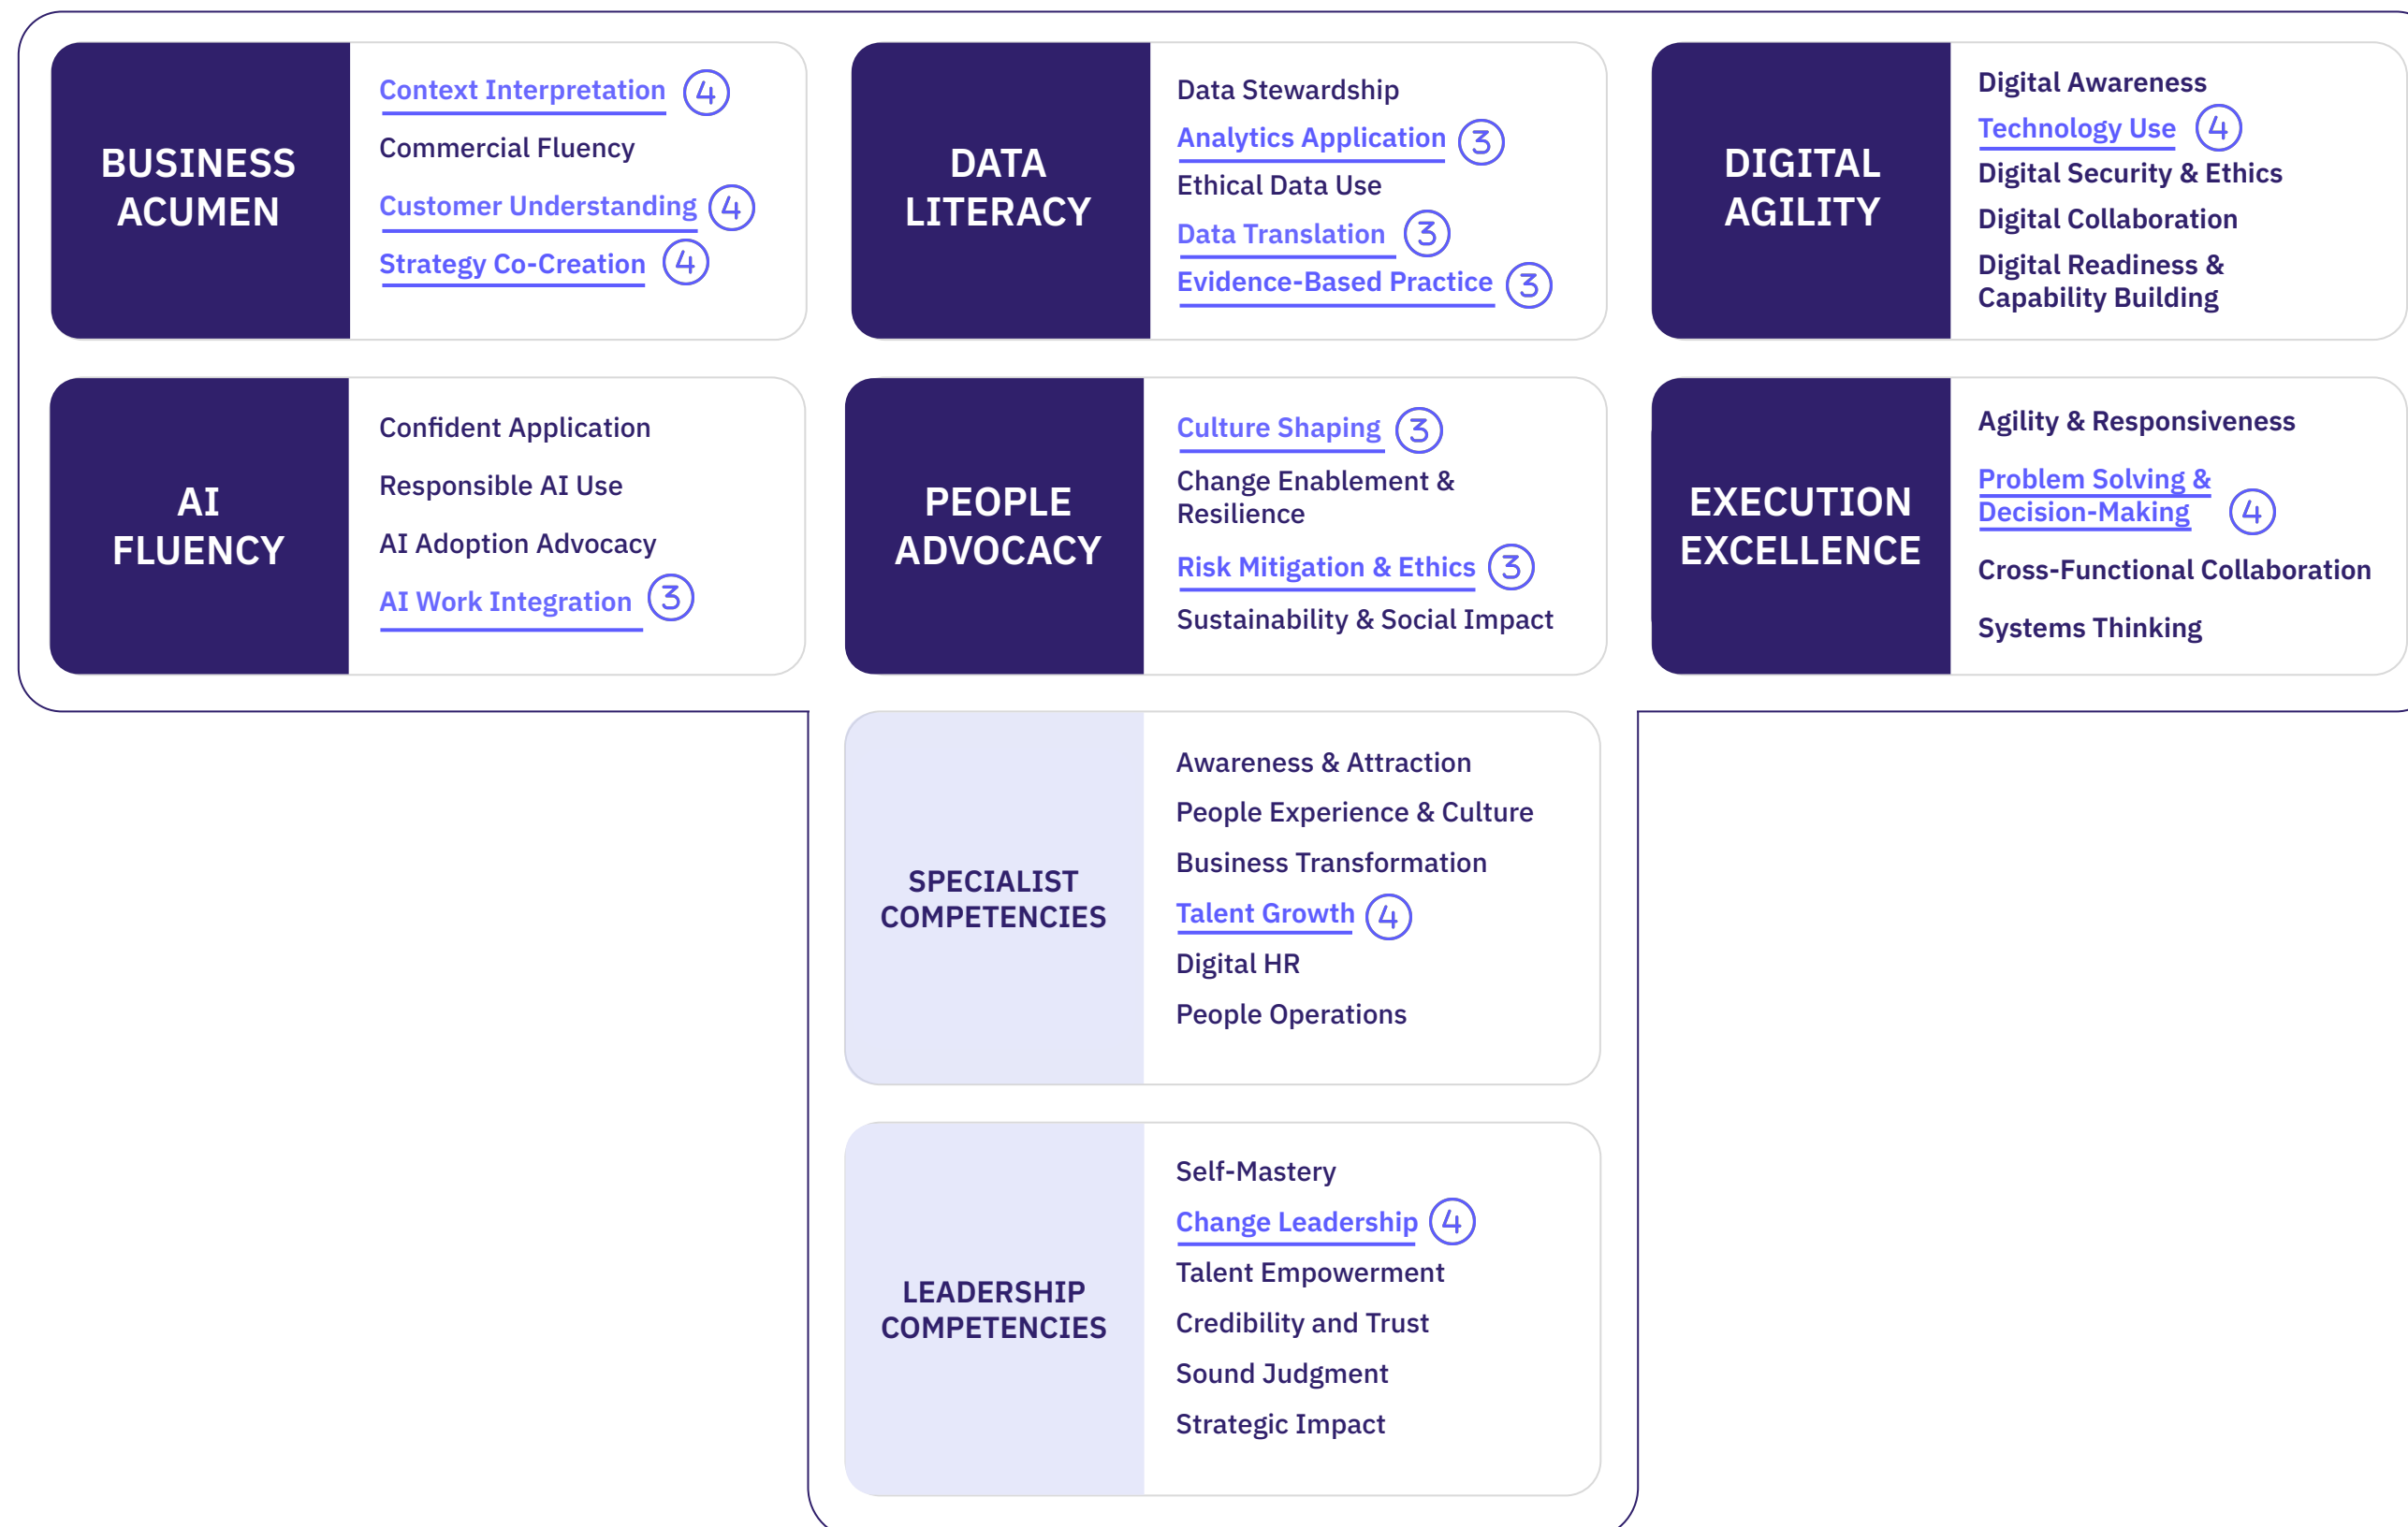 BUSINESS
ACUMEN
Context Interpretation 4
Commercial Fluency
Customer Understanding 4
Strategy Co-Creation 4
DATA
LITERACY
Data Stewardship
Analytics Application 3
Ethical Data Use
Data Translation 3
Evidence-Based Practice 3
DIGITAL
AGILITY
Digital Awareness
Technology Use 4
Digital Security & Ethics
Digital Collaboration
Digital Readiness &
Capability Building
AI
FLUENCY
Confident Application
Responsible AI Use
AI Adoption Advocacy
AI Work Integration 3
PEOPLE
ADVOCACY
Culture Shaping 3
Change Enablement &
Resilience
Risk Mitigation & Ethics 3
Sustainability & Social Impact
EXECUTION
EXCELLENCE
Agility & Responsiveness
Problem Solving &
Decision-Making 4
Cross-Functional Collaboration
Systems Thinking
SPECIALIST
COMPETENCIES
Awareness & Attraction
People Experience & Culture
Business Transformation
Talent Growth 4
Digital HR
People Operations
LEADERSHIP
COMPETENCIES
Self-Mastery
Change Leadership 4
Talent Empowerment
Credibility and Trust
Sound Judgment
Strategic Impact